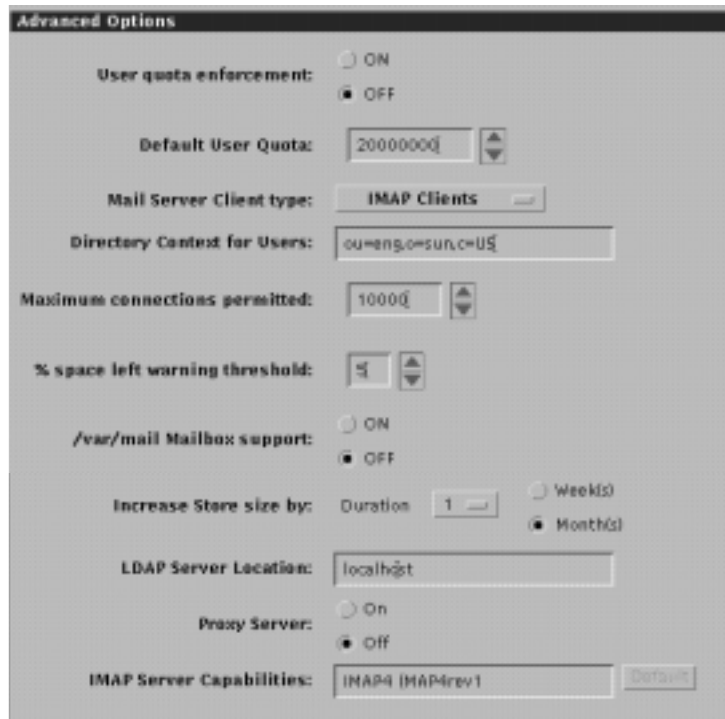 Advanced Options
User quota enforcement:
ON
OFF
Default User Quota: 20000000
Mail Server Client type: IMAP Clients
Directory Context for Users: ou=eng,o=sun,c=US
Maximum connections permitted: 10000
% space left warning threshold: 5
/var/mail Mailbox support:
ON
OFF
Increase Store size by: Duration 1
Week(s)
Month(s)
LDAP Server Location: localhost
Proxy Server:
On
Off
IMAP Server Capabilities: IMAP4 IMAP4rev1 Default